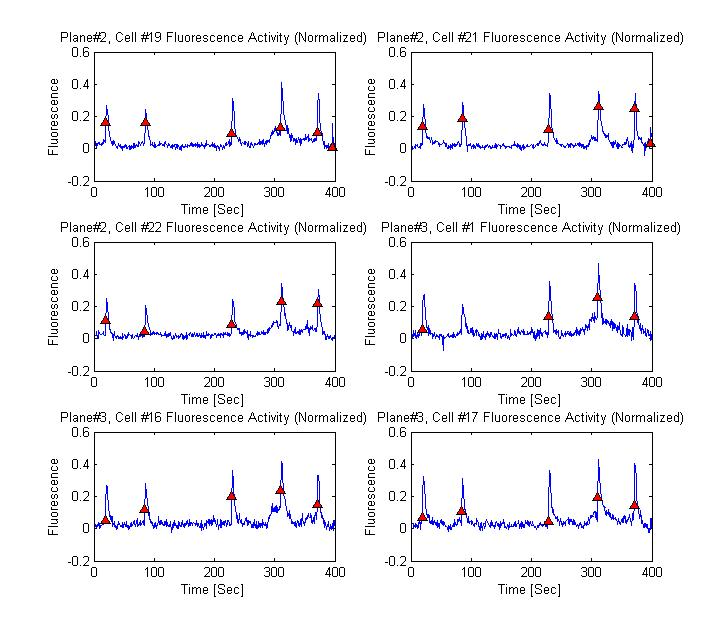 Plane#2, Cell #19 Fluorescence Activity (Normalized)
0.6
0.4
0.2
0
-0.2
Fluorescence
0 100 200 300 400
Time [Sec]
Plane#2, Cell #21 Fluorescence Activity (Normalized)
0.6
0.4
0.2
0
-0.2
Fluorescence
0 100 200 300 400
Time [Sec]
Plane#2, Cell #22 Fluorescence Activity (Normalized)
0.6
0.4
0.2
0
-0.2
Fluorescence
0 100 200 300 400
Time [Sec]
Plane#3, Cell #1 Fluorescence Activity (Normalized)
0.6
0.4
0.2
0
-0.2
Fluorescence
0 100 200 300 400
Time [Sec]
Plane#3, Cell #16 Fluorescence Activity (Normalized)
0.6
0.4
0.2
0
-0.2
Fluorescence
0 100 200 300 400
Time [Sec]
Plane#3, Cell #17 Fluorescence Activity (Normalized)
0.6
0.4
0.2
0
-0.2
Fluorescence
0 100 200 300 400
Time [Sec]